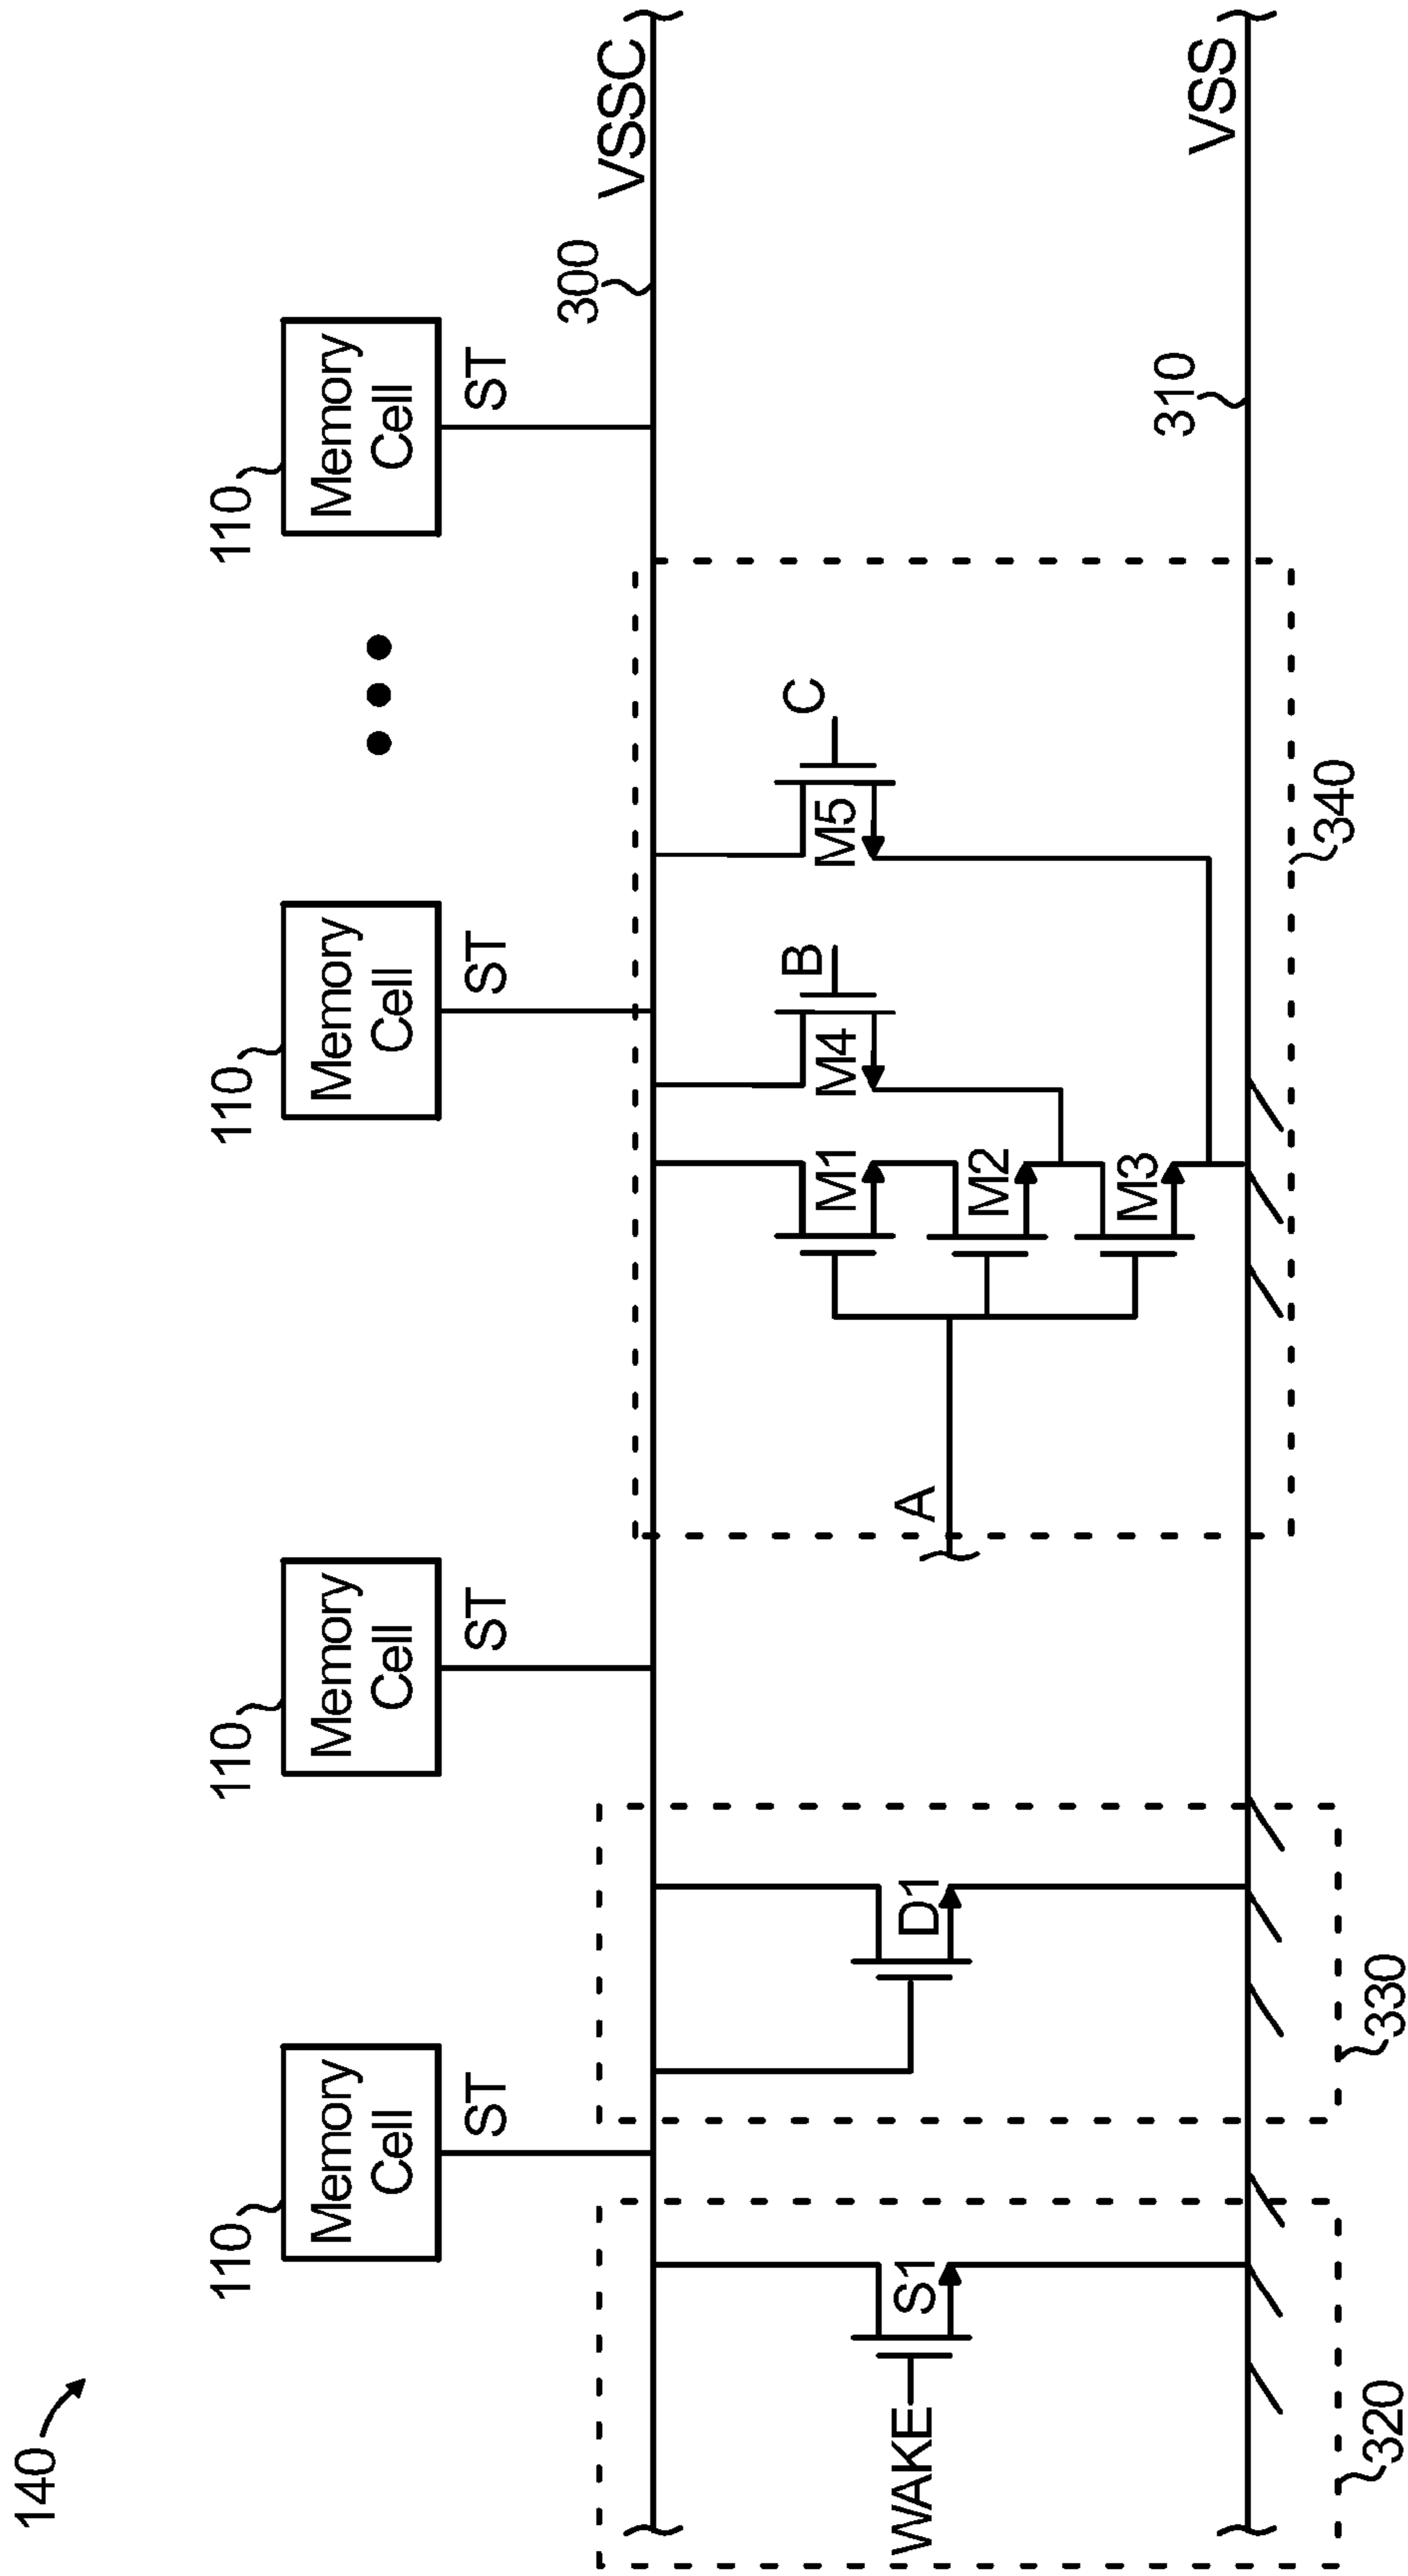 140
110
110
110
110
Memory
Cell
Memory
Cell
Memory
Cell
Memory
Cell
ST
ST
ST
ST
300
VSSC
WAKE
S1
D1
A
M1
M2
M3
M4
B
M5
C
310
VSS
320
330
340